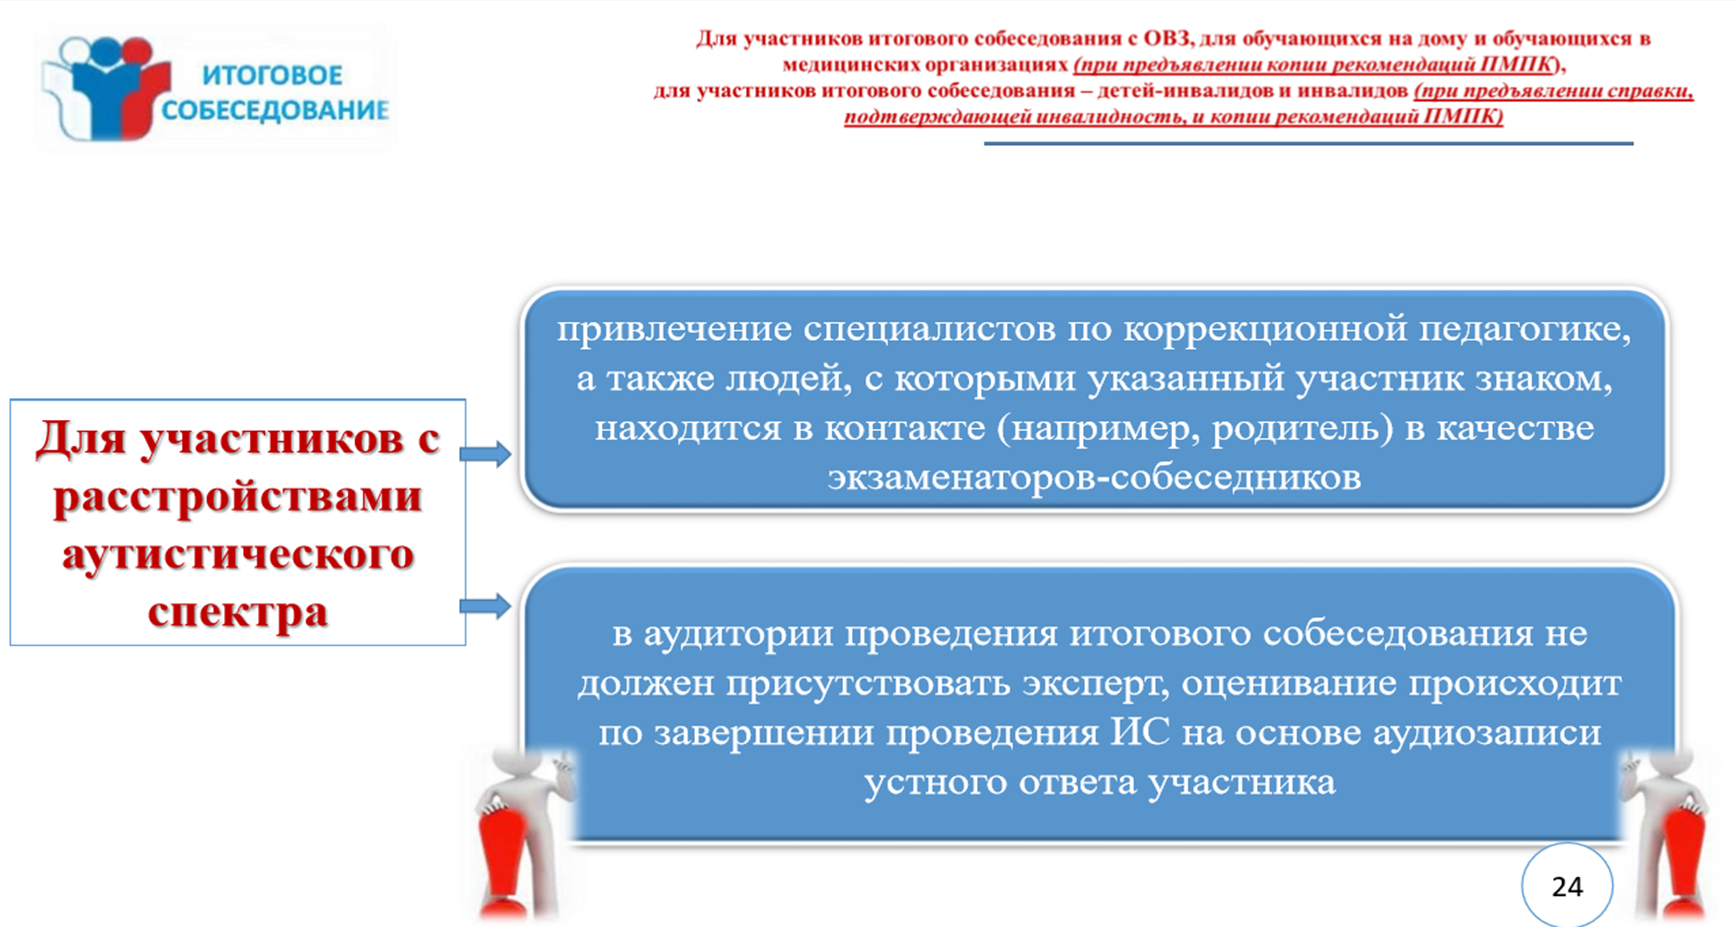 ИТОГОВОЕ
СОБЕСЕДОВАНИЕ
Для участников итогового собеседования с ОВЗ, для обучающихся на дому и обучающихся в
медицинских организациях (при предъявлении копии рекомендаций ПМПК),
для участников итогового собеседования – детей-инвалидов и инвалидов (при предъявлении справки,
подтверждающей инвалидность, и копии рекомендаций ПМПК)
Для участников с
расстройствами
аутистического
спектра
привлечение специалистов по коррекционной педагогике,
а также людей, с которыми указанный участник знаком,
находится в контакте (например, родитель) в качестве
экзаменаторов-собеседников
в аудитории проведения итогового собеседования не
должен присутствовать эксперт, оценивание происходит
по завершении проведения ИС на основе аудиозаписи
устного ответа участника
24